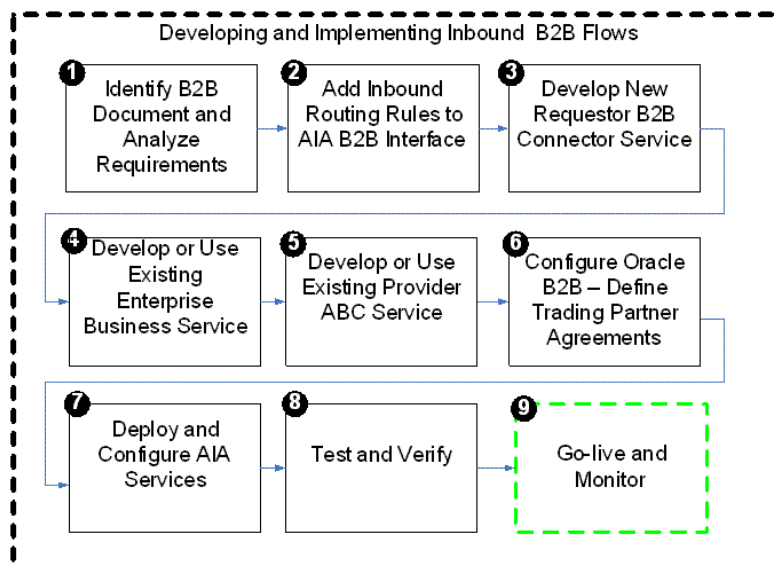 Developing and Implementing Inbound B2B Flows
1
Identify B2B
Document and
Analyze
Requirements
2
Add Inbound
Routing Rules to
AIA B2B Interface
3
Develop New
Requestor B2B
Connector Service
4
Develop or Use
Existing
Enterprise
Business Service
5
Develop or Use
Existing Provider
ABC Service
6
Configure Oracle
B2B – Define
Trading Partner
Agreements
7
Deploy and
Configure AIA
Services
8
Test and Verify
9
Go-live and
Monitor